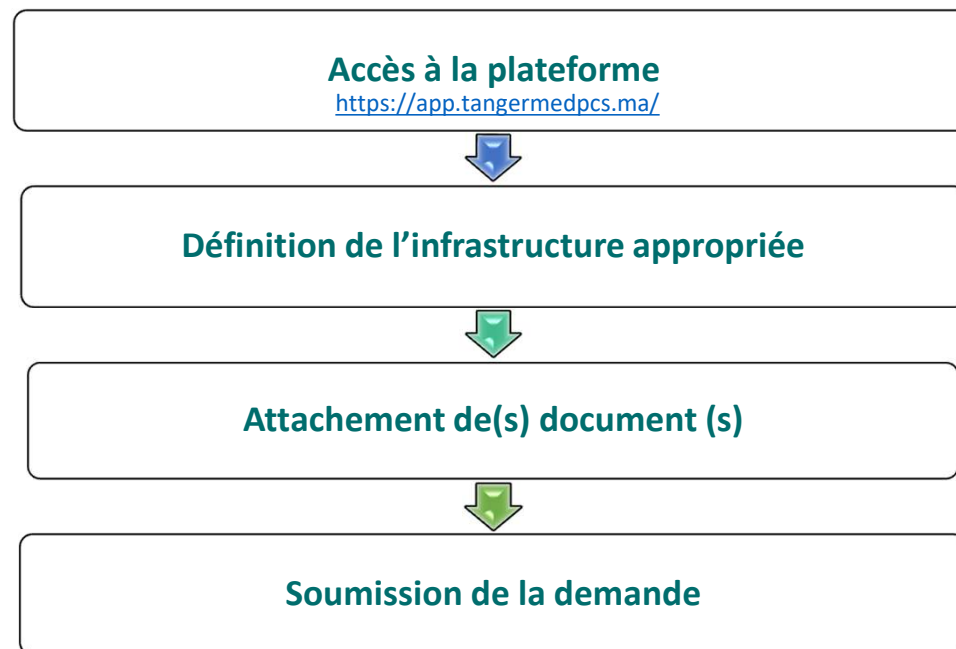 Accès à la plateforme
https://app.tangermedpcs.ma/
Définition de l’infrastructure appropriée
Attachement de(s) document (s)
Soumission de la demande